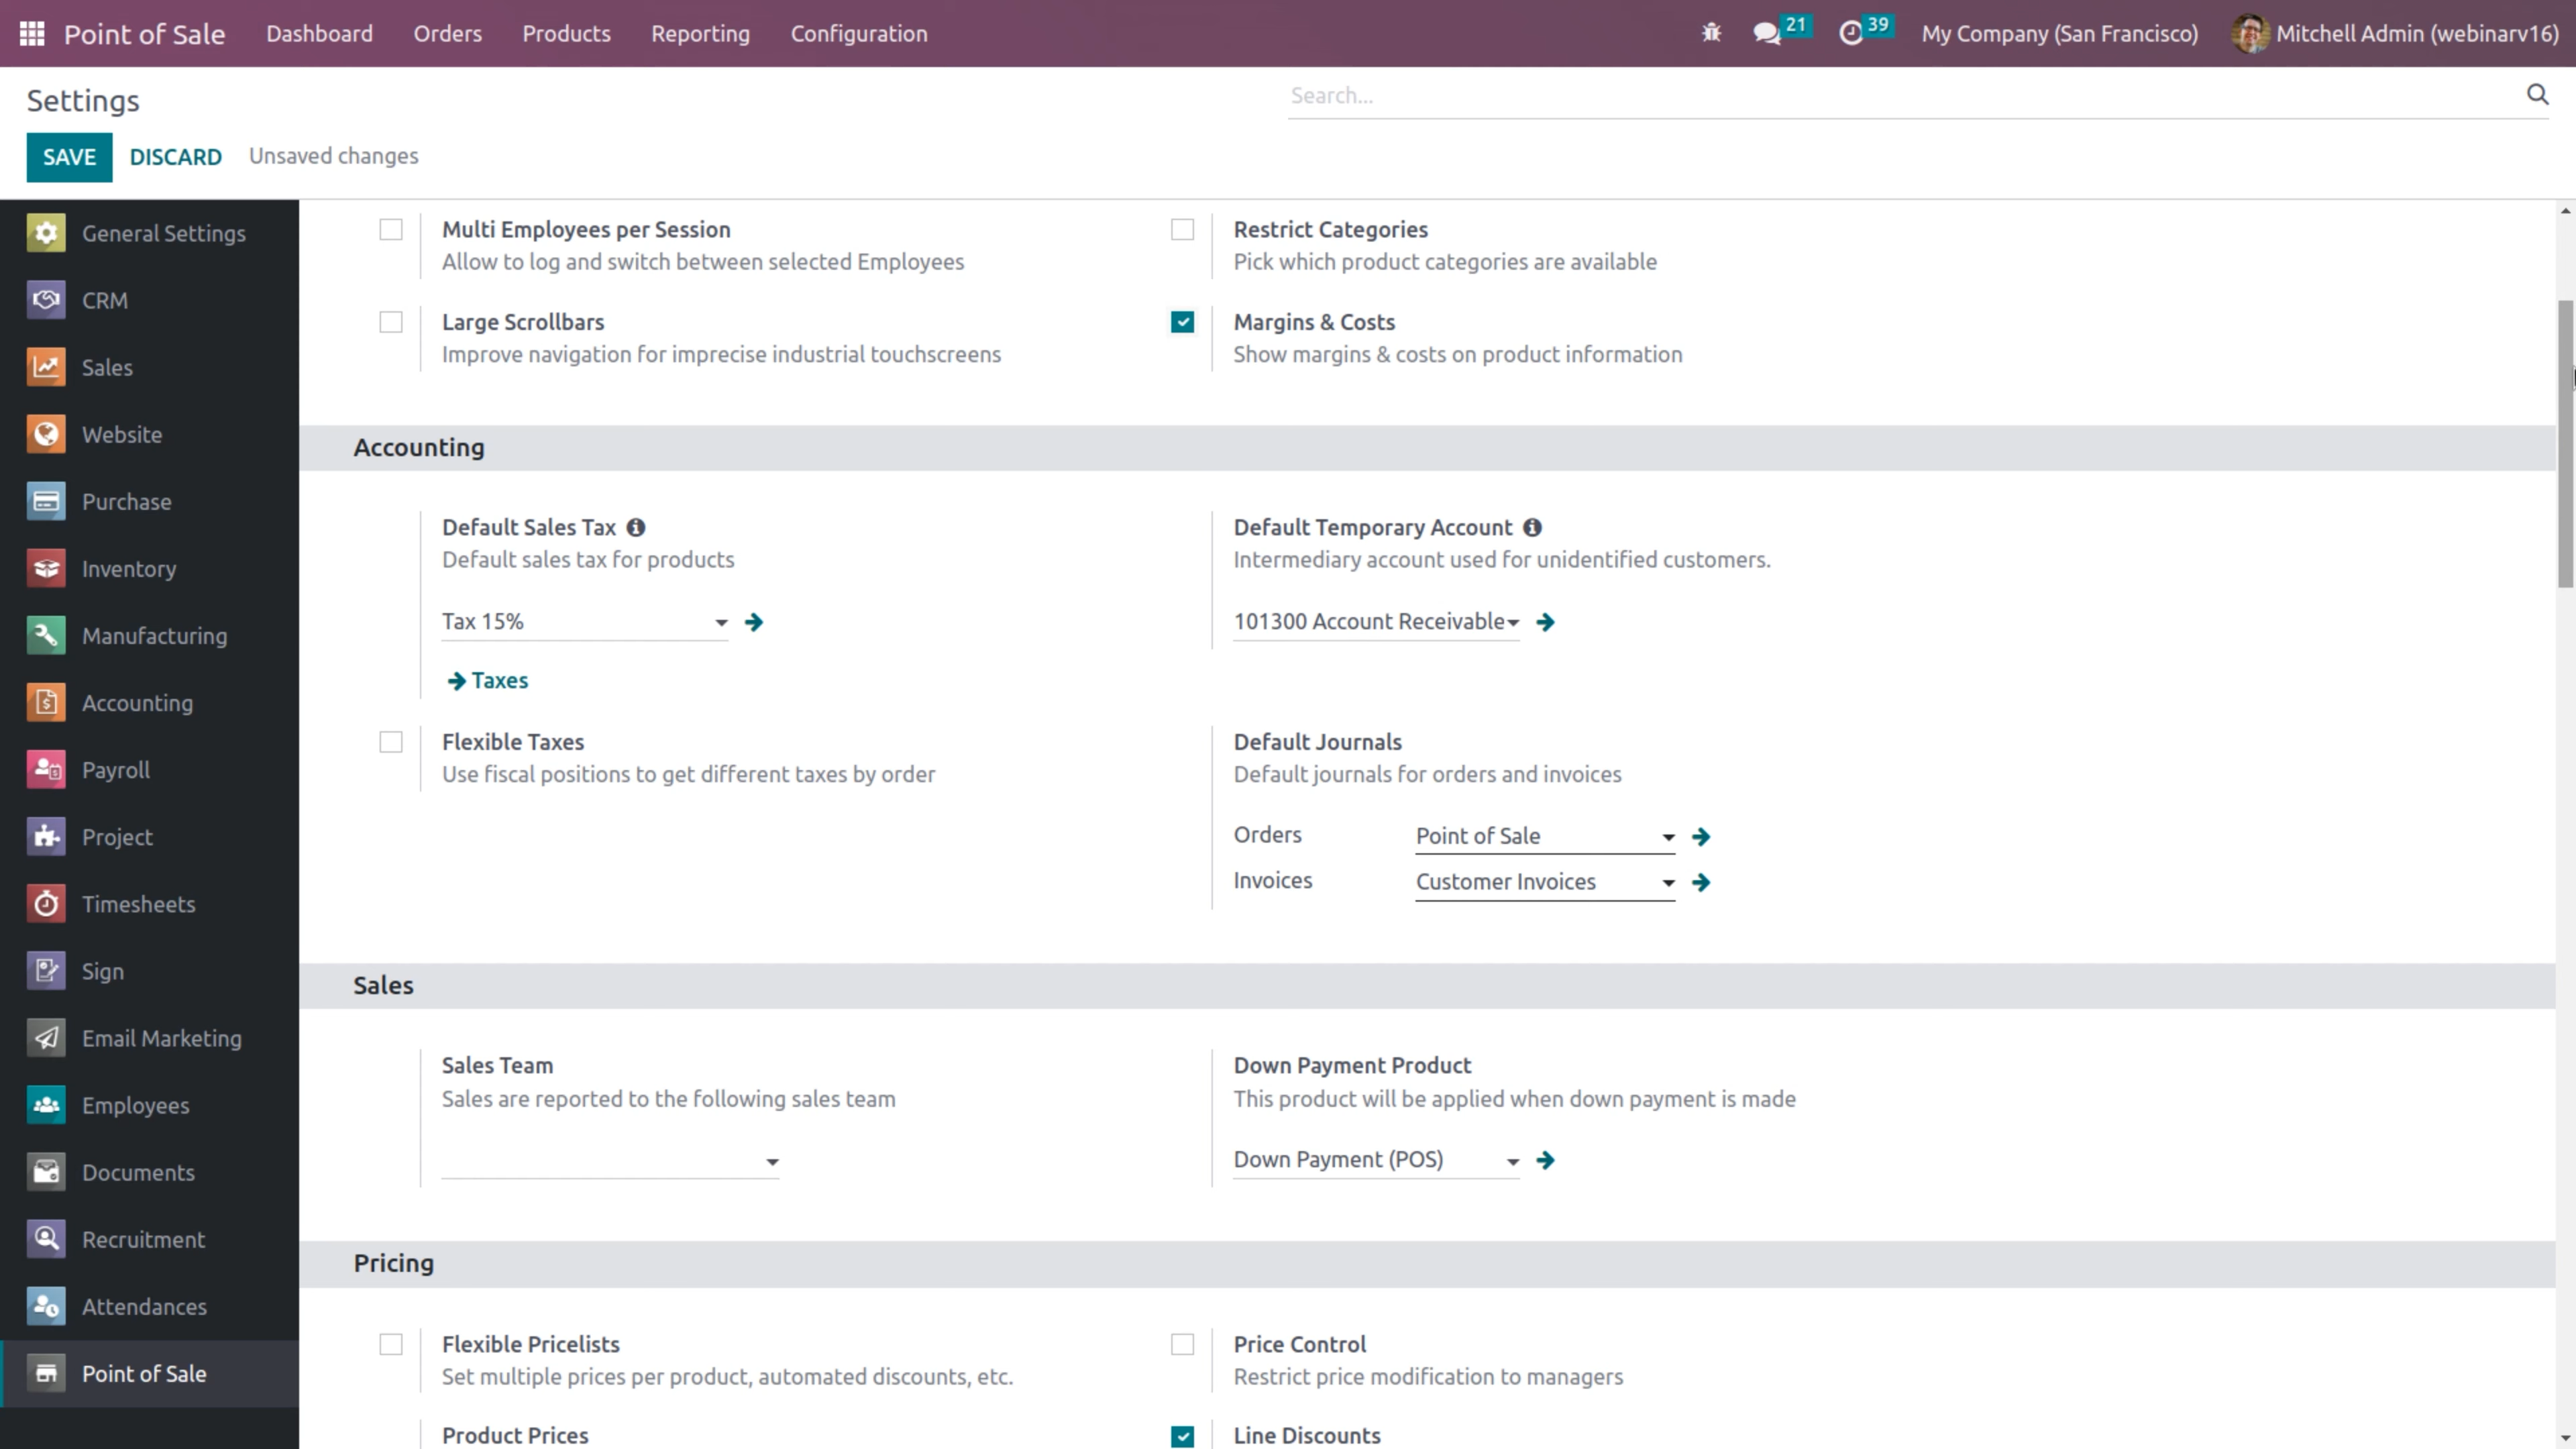 Point of Sale Dashboard Orders Products Reporting Configuration 21 39 My Company (San Francisco) Mitchell Admin (webinarv16)
Settings
Search...
SAVE DISCARD Unsaved changes
General Settings
CRM
Sales
Website
Purchase
Inventory
Manufacturing
Accounting
Payroll
Project
Timesheets
Sign
Email Marketing
Employees
Documents
Recruitment
Attendances
Point of Sale
Multi Employees per Session
Allow to log and switch between selected Employees
Restrict Categories
Pick which product categories are available
Large Scrollbars
Improve navigation for imprecise industrial touchscreens
Margins & Costs
Show margins & costs on product information
Accounting
Default Sales Tax
Default sales tax for products
Tax 15%
Taxes
Default Temporary Account
Intermediary account used for unidentified customers.
101300 Account Receivable
Flexible Taxes
Use fiscal positions to get different taxes by order
Default Journals
Default journals for orders and invoices
Orders Point of Sale
Invoices Customer Invoices
Sales
Sales Team
Sales are reported to the following sales team
Down Payment Product
This product will be applied when down payment is made
Down Payment (POS)
Pricing
Flexible Pricelists
Set multiple prices per product, automated discounts, etc.
Price Control
Restrict price modification to managers
Product Prices
Line Discounts